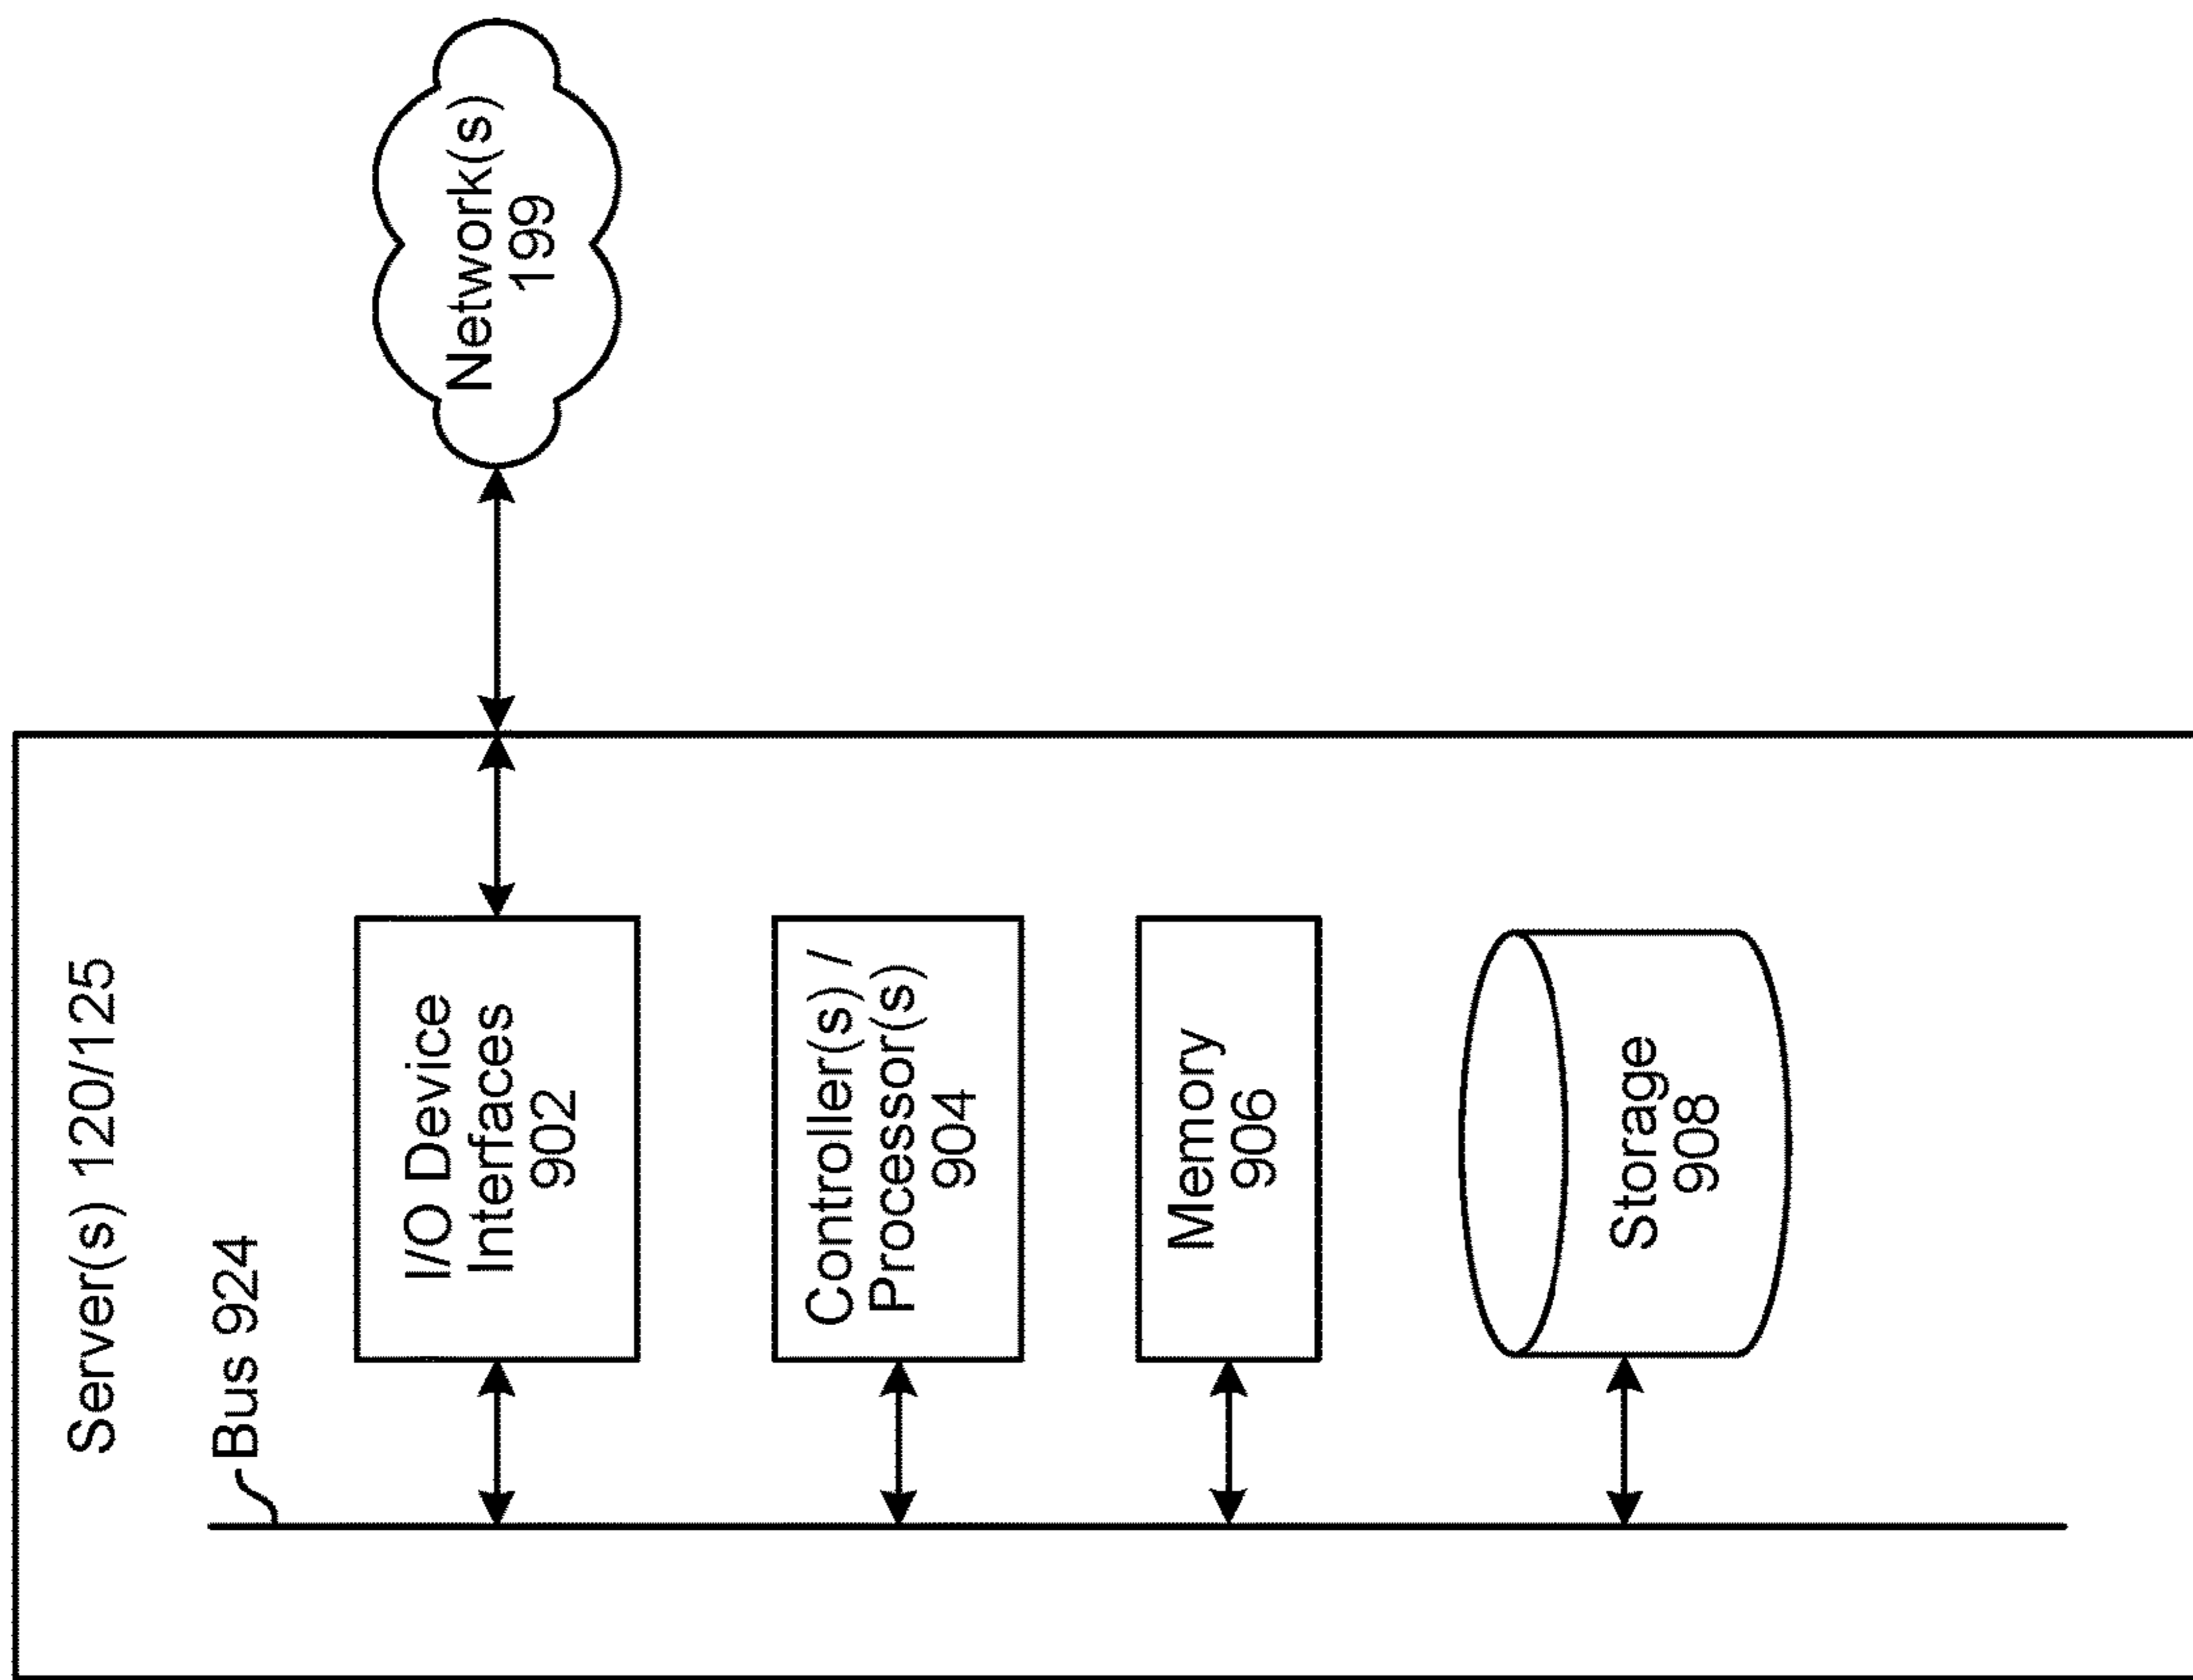 Server(s) 120/125
Bus 924
I/O Device
Interfaces
902
Network(s)
199
Controller(s) /
Processor(s)
904
Memory
906
Storage
908